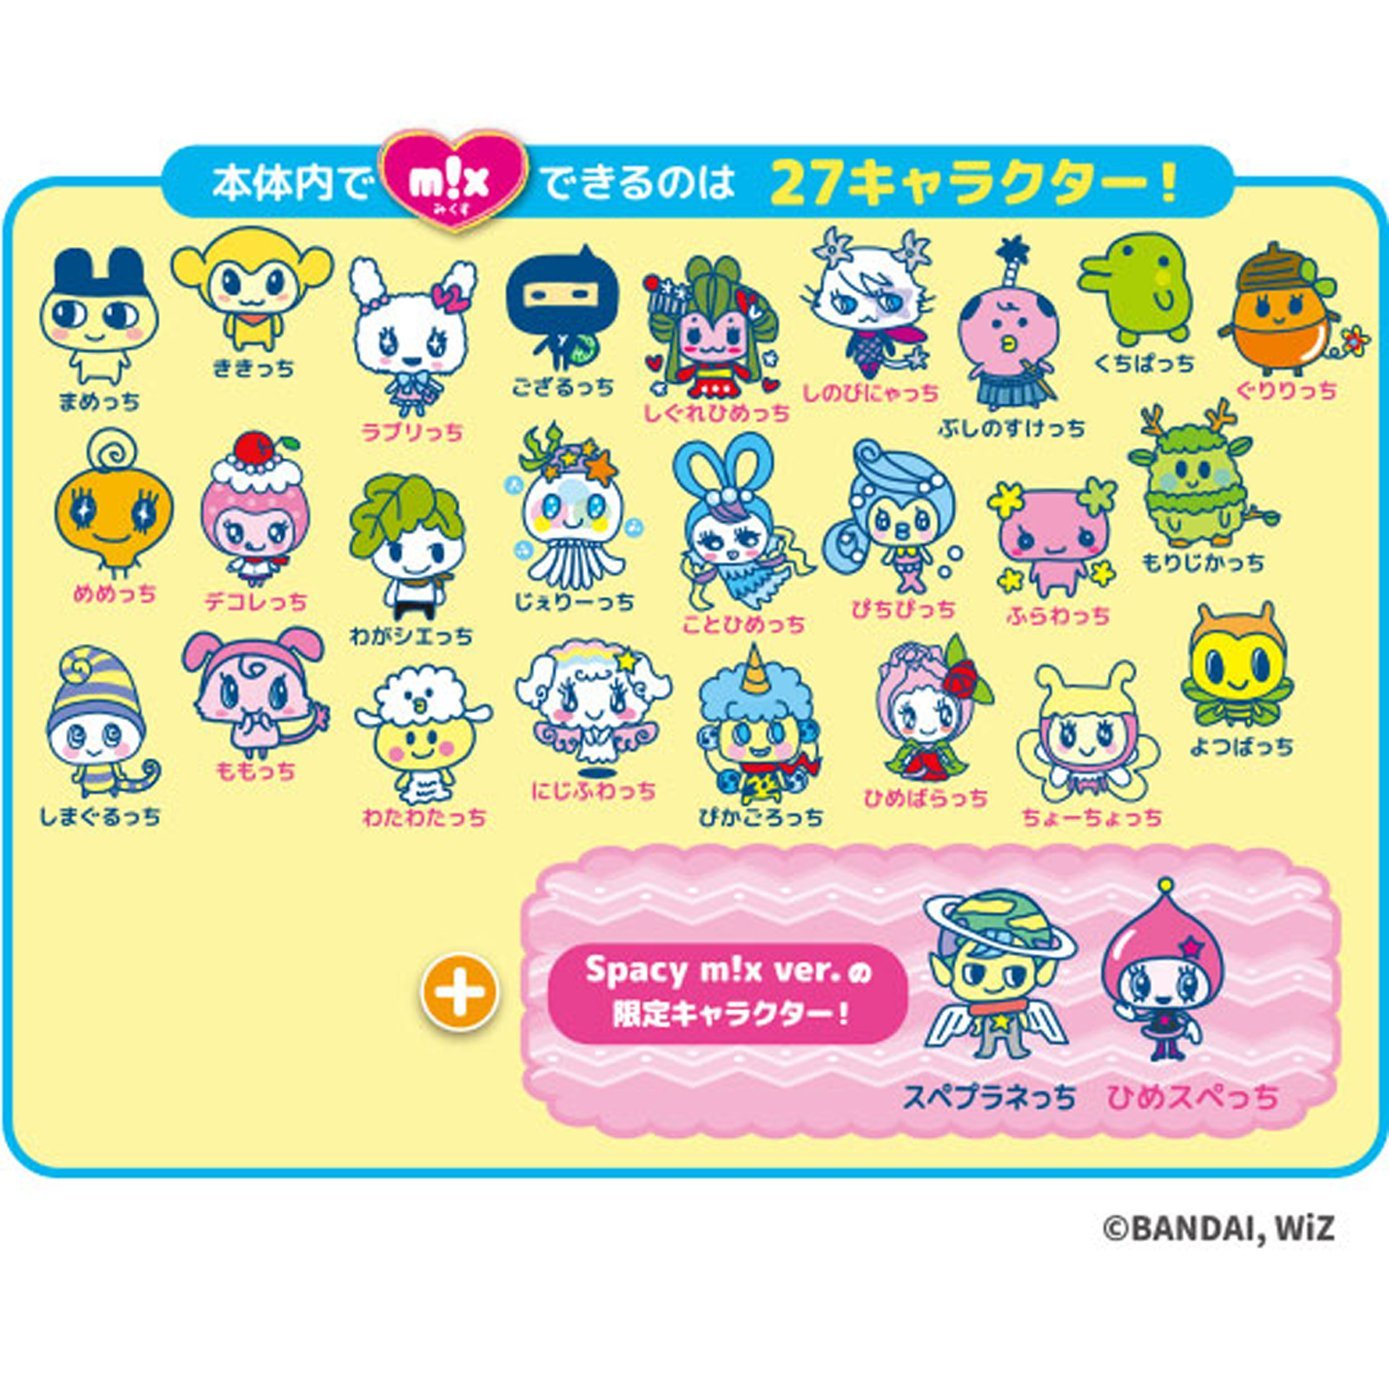 本体内で m!x みくす できるのは 27キャラクター!
まめっち
ききっち
ラブリっち
ござるっち
しぐれひめっち
しのびにゃっち
ぶしのすけっち
くちぱっち
ぐりりっち
めめっち
デコレっち
わがシエっち
じぇりーっち
ことひめっち
ぴちぴっち
ふらわっち
もりじかっち
しまぐるっち
ももっち
わたわたっち
にじふわっち
ぴかごろっち
ひめばらっち
ちょーちょっち
よつばっち
Spacy m!x ver.の
限定キャラクター!
スペプラネっち
ひめスペっち
©BANDAI, WiZ